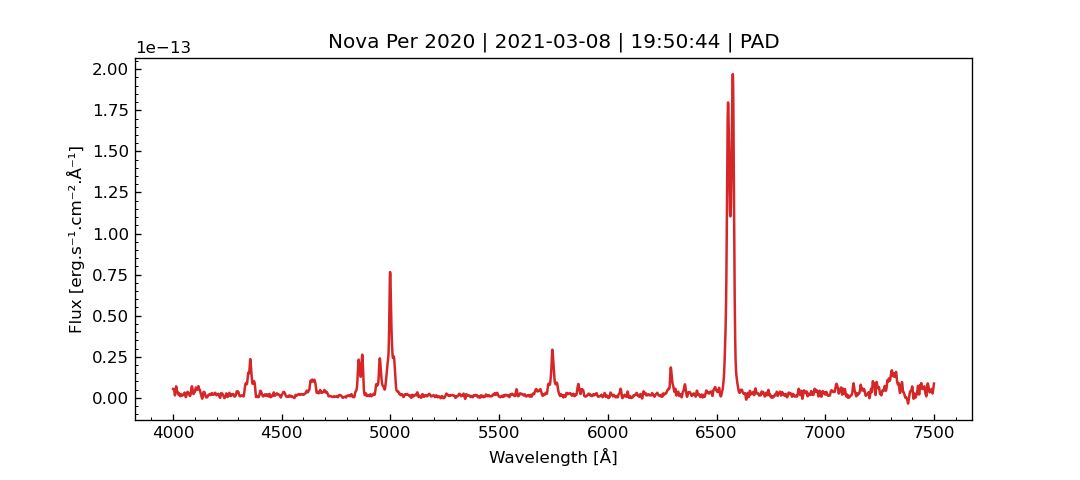 Nova Per 2020 | 2021-03-08 | 19:50:44 | PAD
1e−13
2.00
1.75
1.50
1.25
1.00
0.75
0.50
0.25
0.00
Flux [erg.s⁻¹.cm⁻².Å⁻¹]
4000 4500 5000 5500 6000 6500 7000 7500
Wavelength [Å]